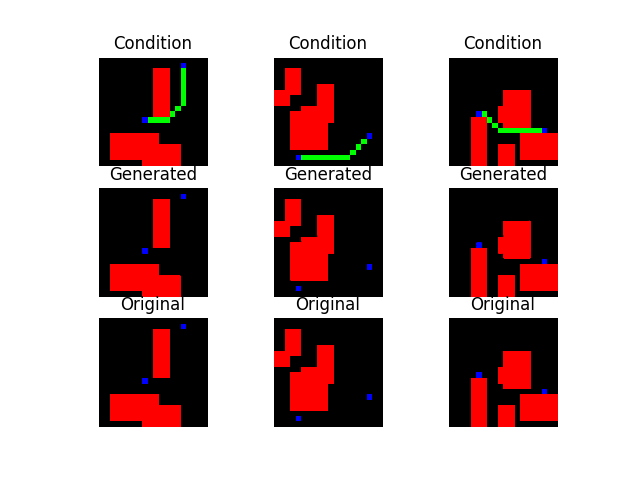 Condition Condition Condition
Generated Generated Generated
Original Original Original